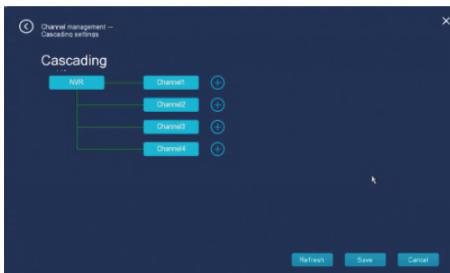 Channel management —
Cascading settings
Cascading
NVR
Channel1
Channel2
Channel3
Channel4
Refresh
Save
Cancel